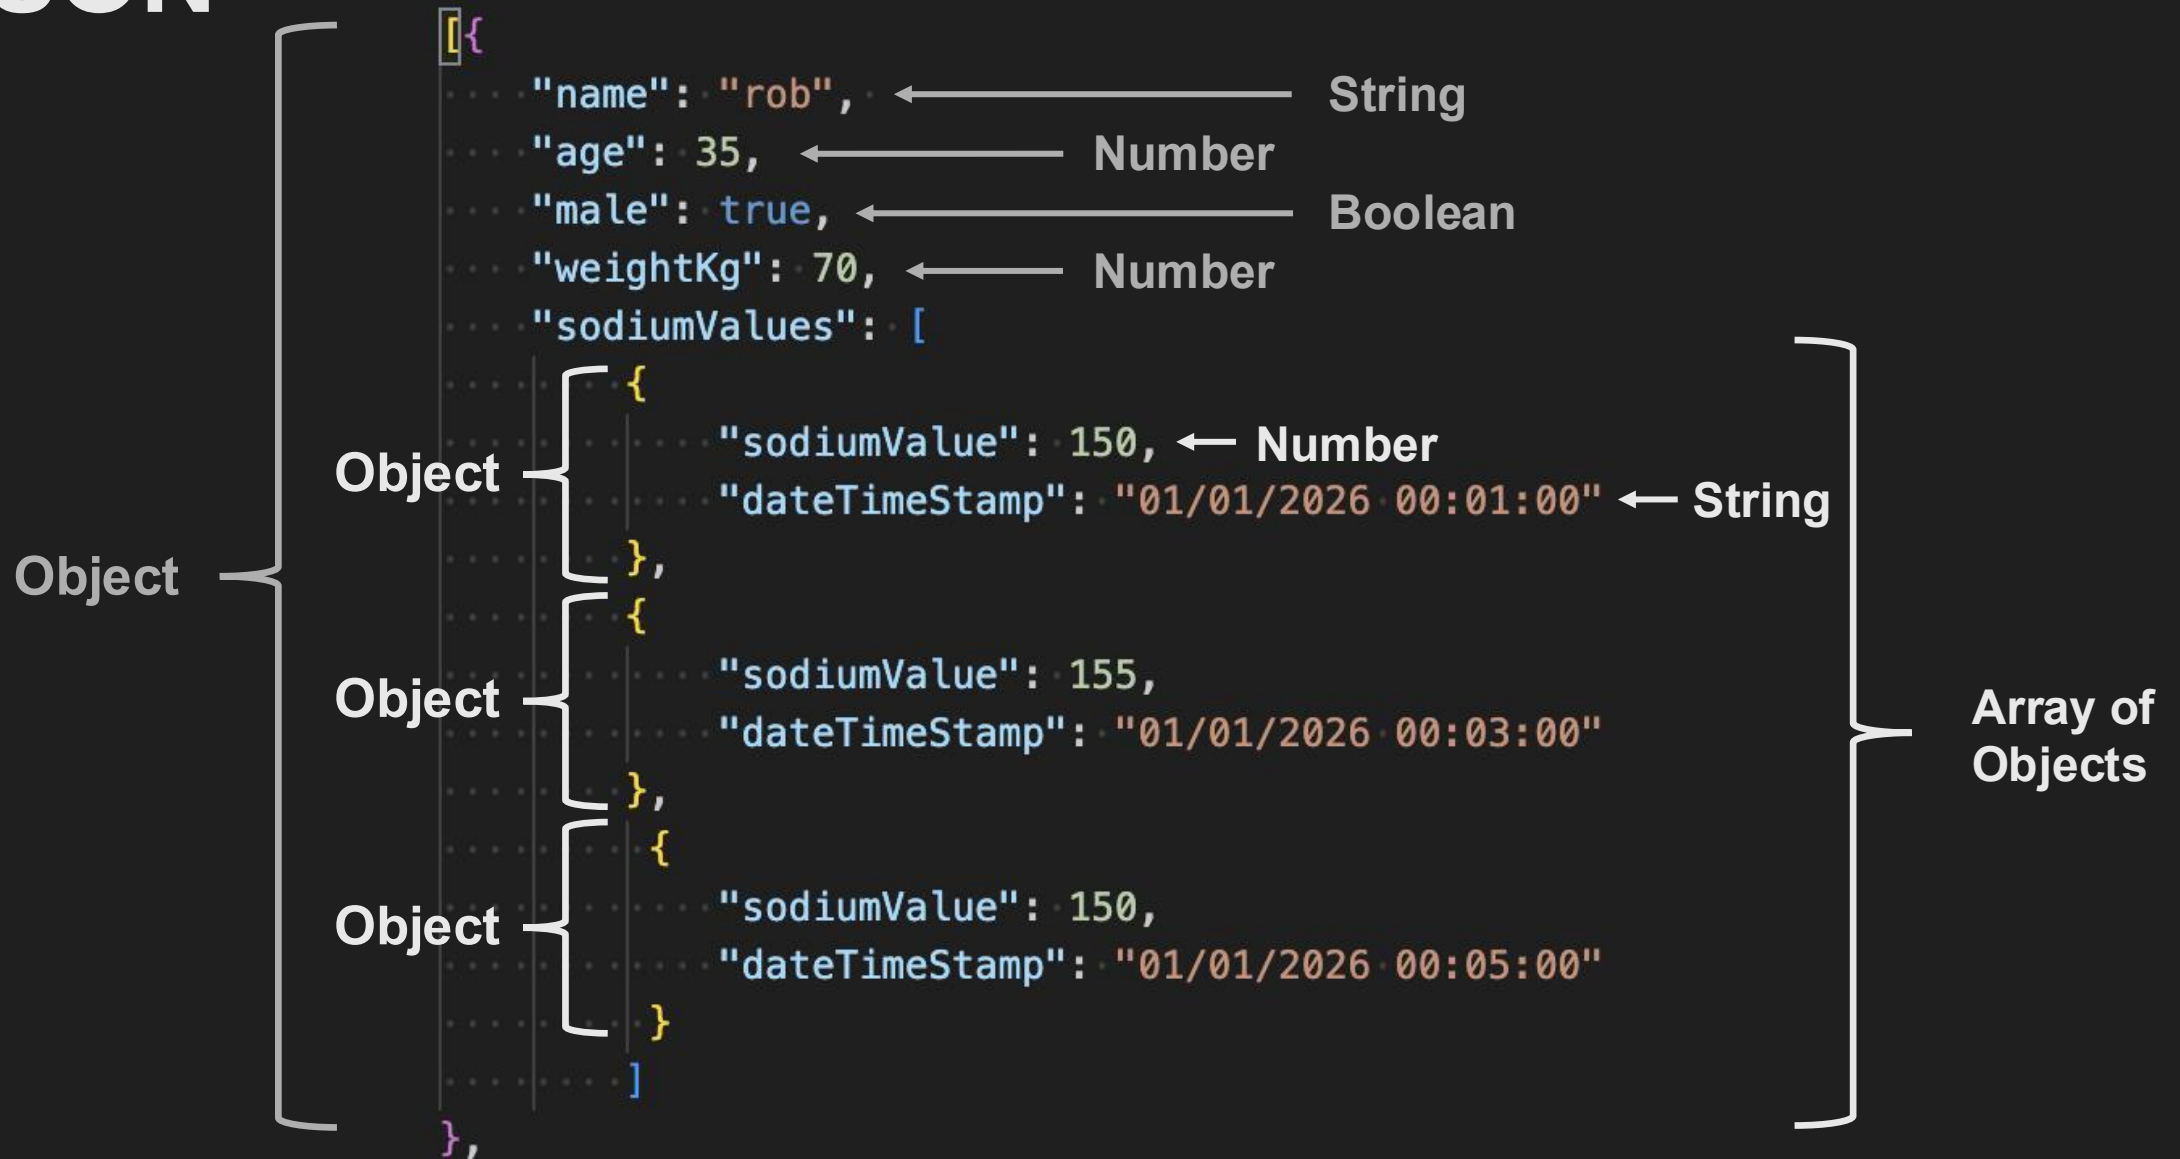 [{
"name": "rob", String
"age": 35, Number
"male": true, Boolean
"weightKg": 70, Number
"sodiumValues": [
{
"sodiumValue": 150, Number
Object
"dateTimeStamp": "01/01/2026 00:01:00" String
},
Object
{
"sodiumValue": 155,
Object
"dateTimeStamp": "01/01/2026 00:03:00"
Array of
Objects
},
{
"sodiumValue": 150,
Object
"dateTimeStamp": "01/01/2026 00:05:00"
}
]
},